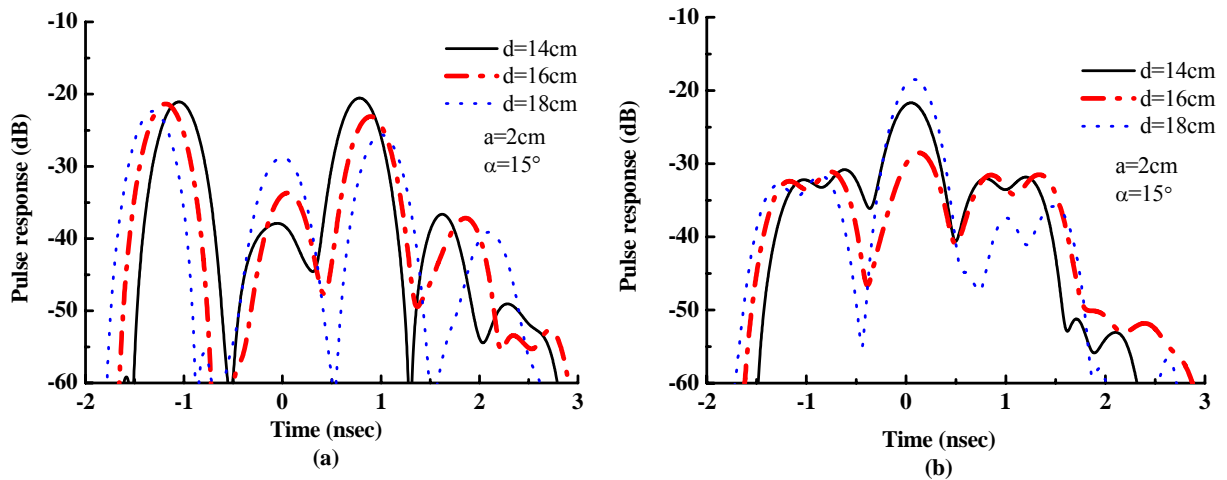 -10
-20
-30
-40
-50
-60
Pulse response (dB)
d=14cm
d=16cm
d=18cm
a=2cm
α=15°
-2 -1 0 1 2 3
Time (nsec)
(a)
-10
-20
-30
-40
-50
-60
Pulse response (dB)
d=14cm
d=16cm
d=18cm
a=2cm
α=15°
-2 -1 0 1 2 3
Time (nsec)
(b)